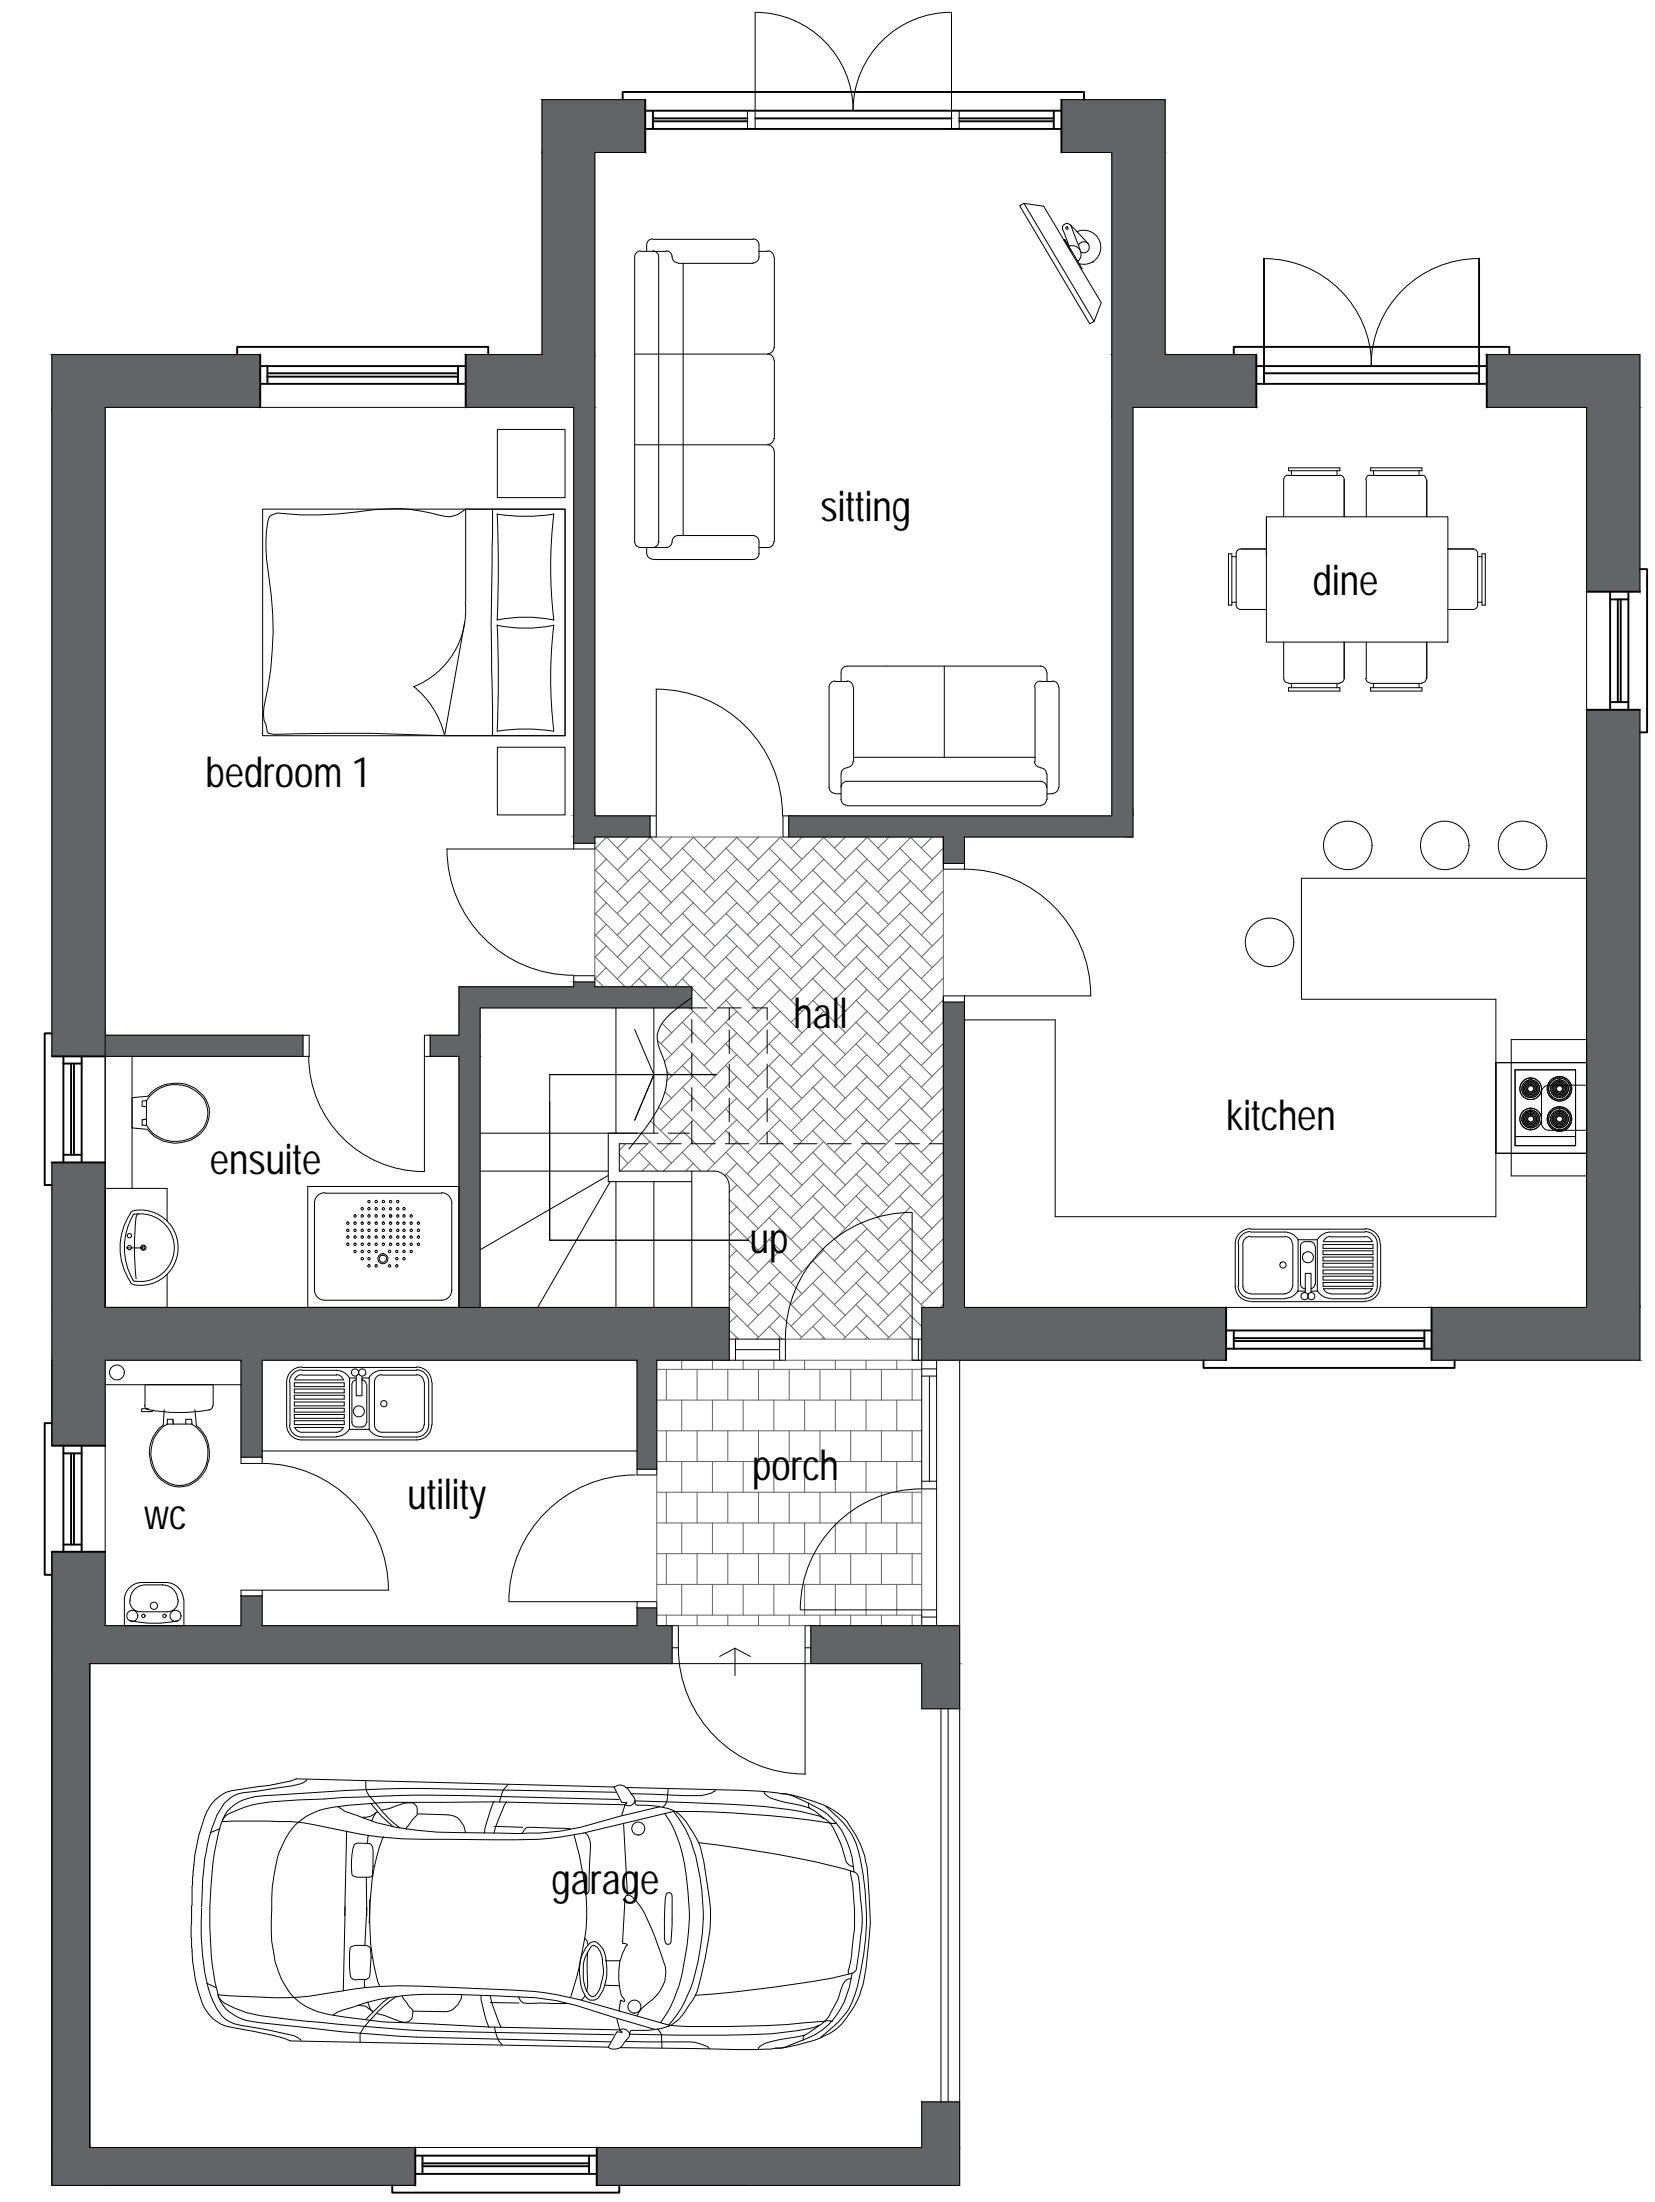 sitting
dine
bedroom 1
hall
kitchen
ensuite
up
porch
utility
wc
garage